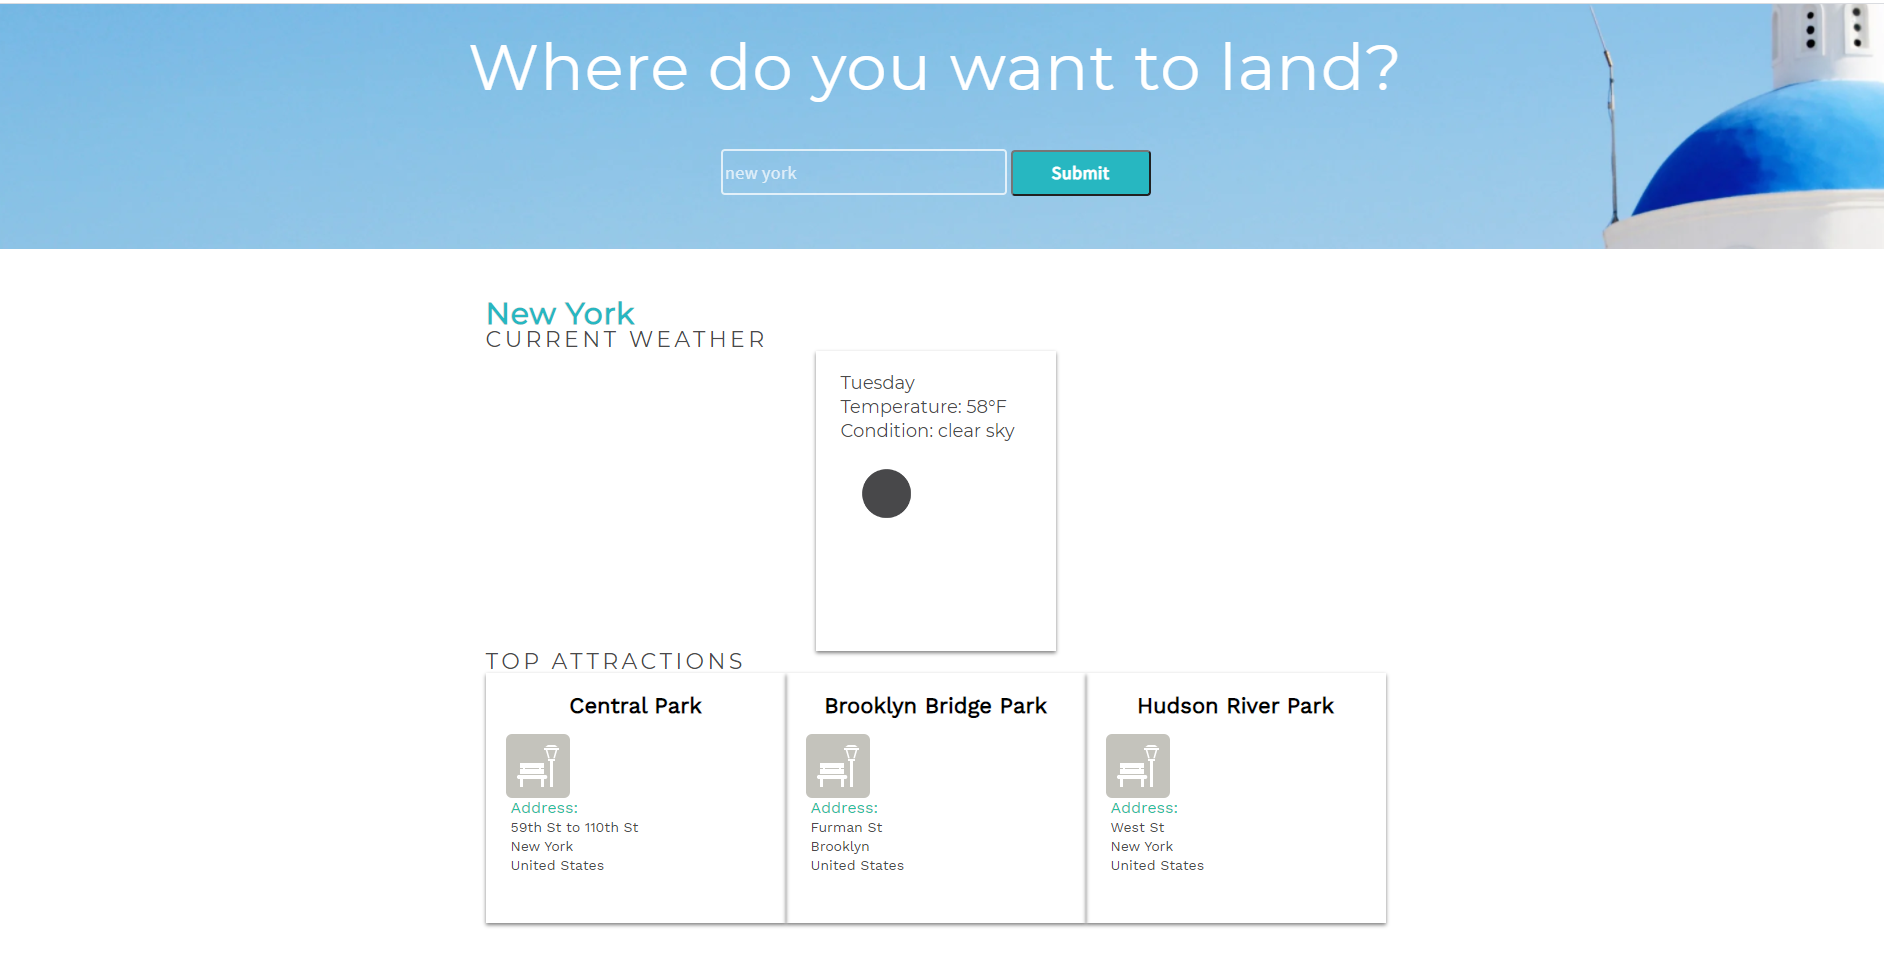 Where do you want to land?
new york
Submit
New York
CURRENT WEATHER
Tuesday
Temperature: 58°F
Condition: clear sky
TOP ATTRACTIONS
Central Park
Address:
59th St to 110th St
New York
United States
Brooklyn Bridge Park
Address:
Furman St
Brooklyn
United States
Hudson River Park
Address:
West St
New York
United States